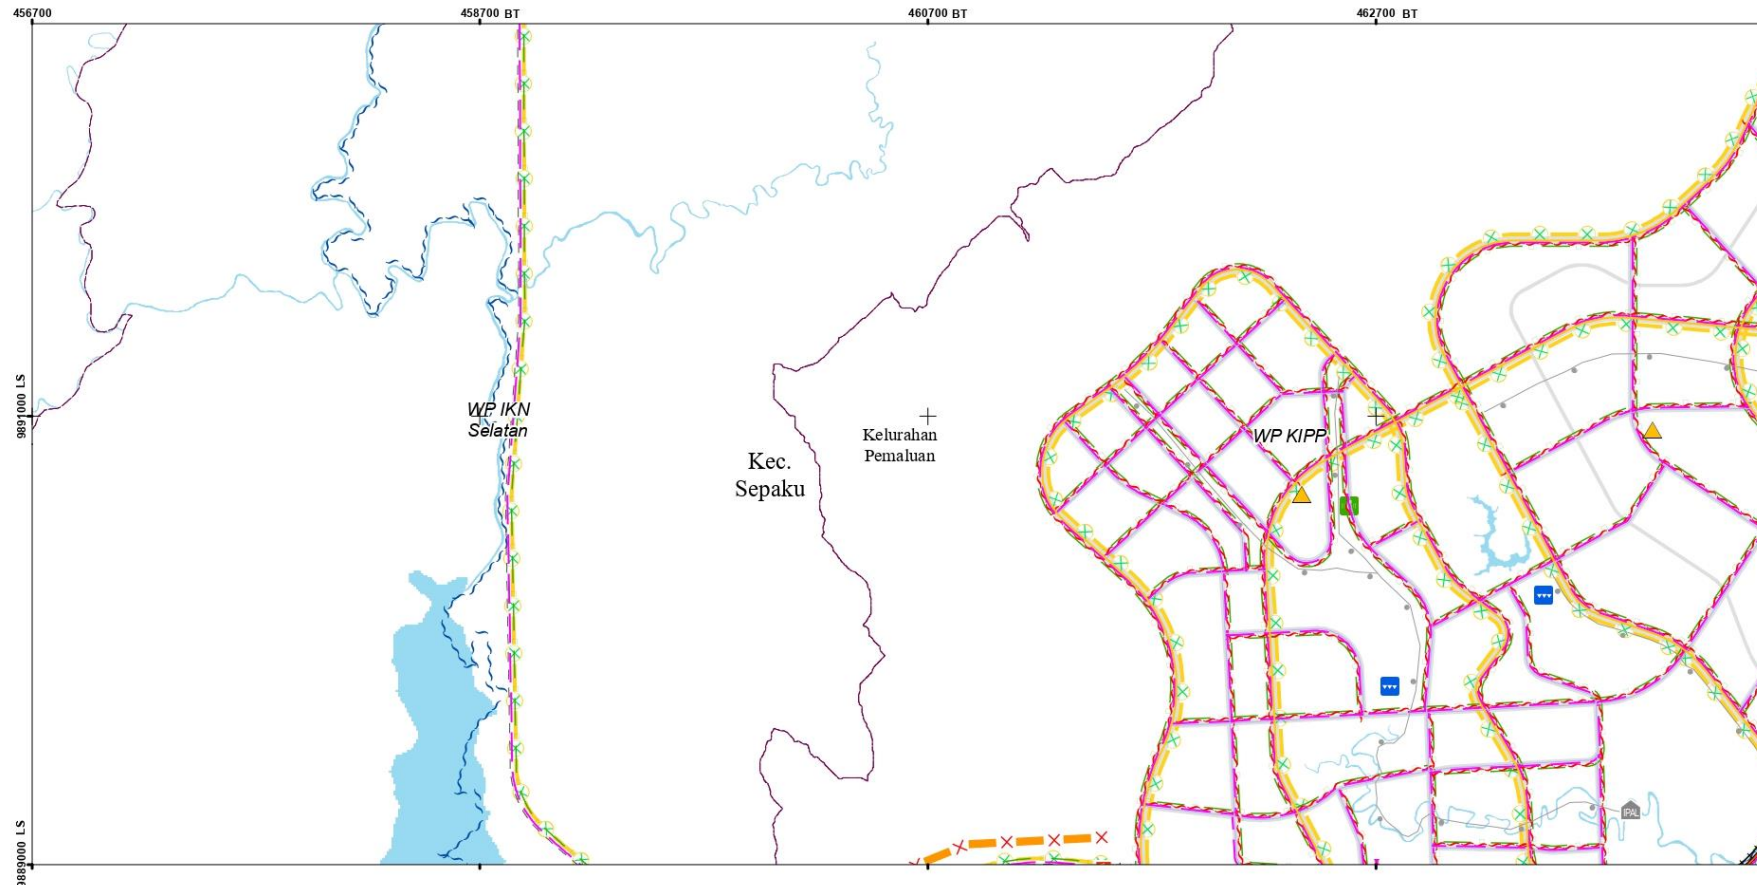 456700
458700 BT
460700 BT
462700 BT
9891000 LS
WP IKN
Selatan
Kec.
Sepaku
Kelurahan
Pemaluan
WP KIPP
IPAL
9889000 LS